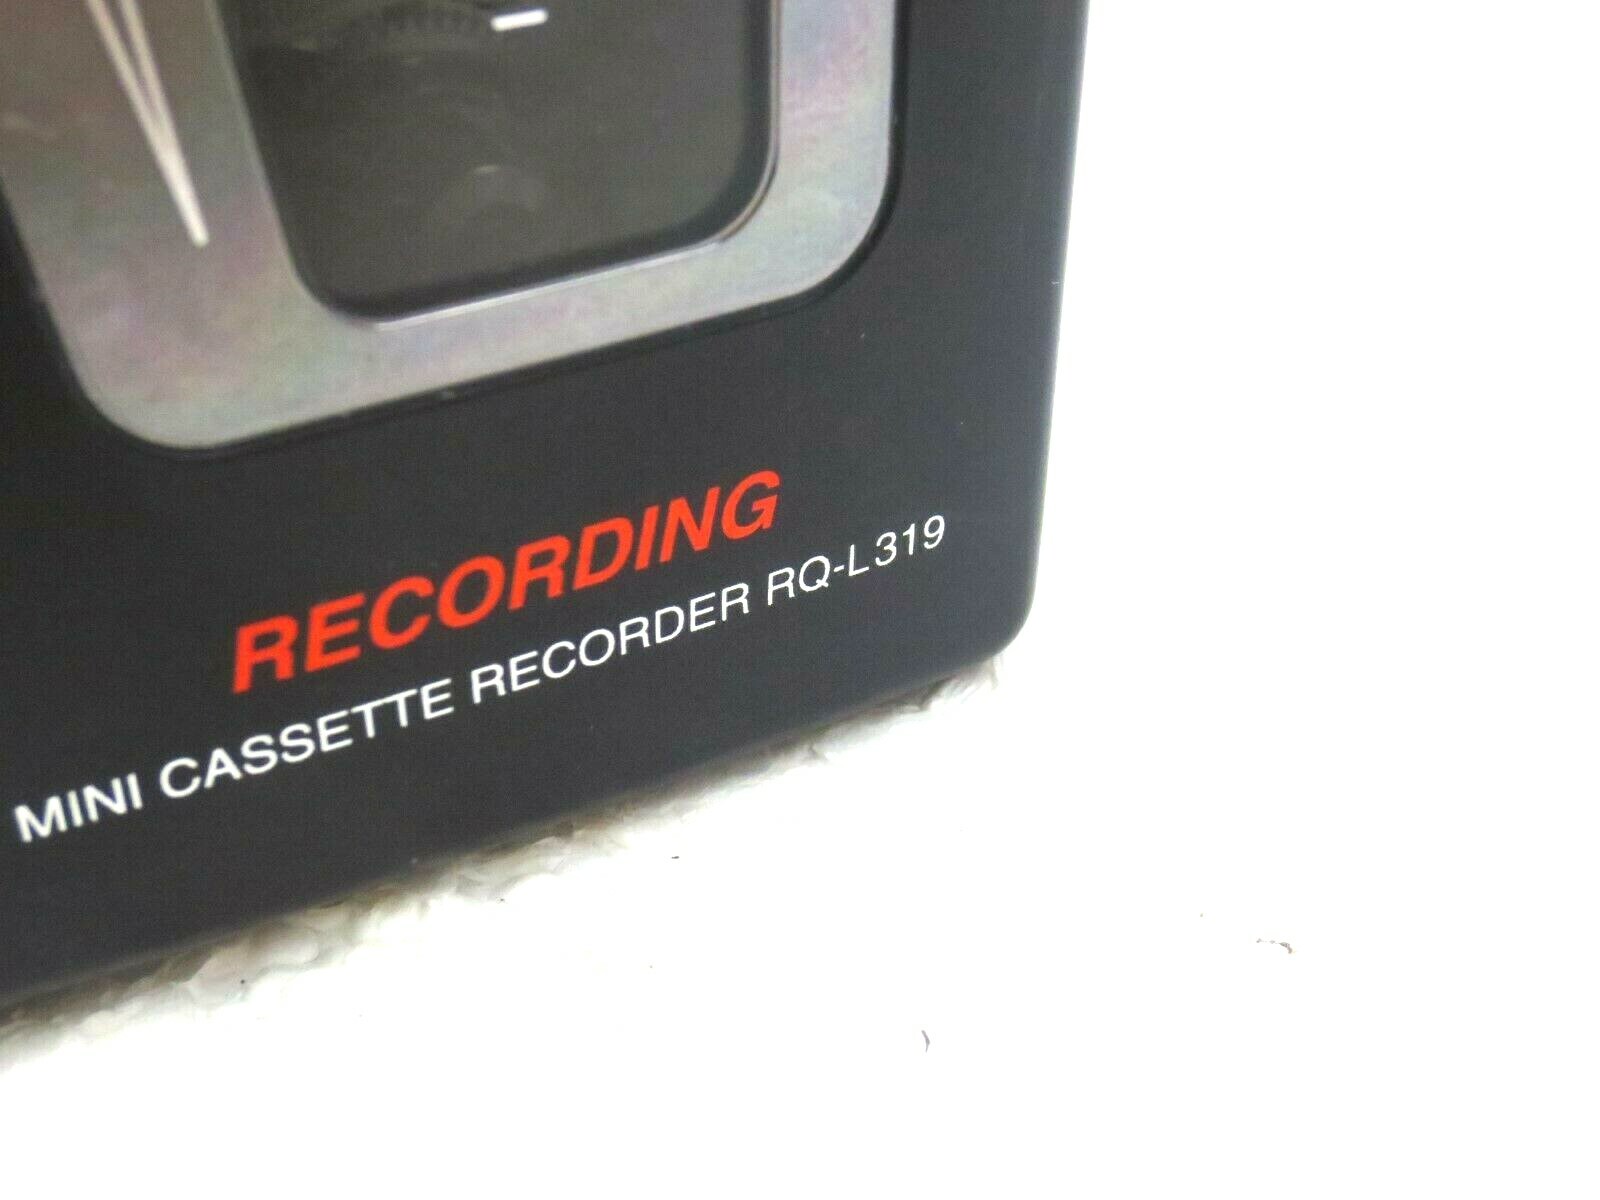 RECORDING
MINI CASSETTE RECORDER RQ-L319